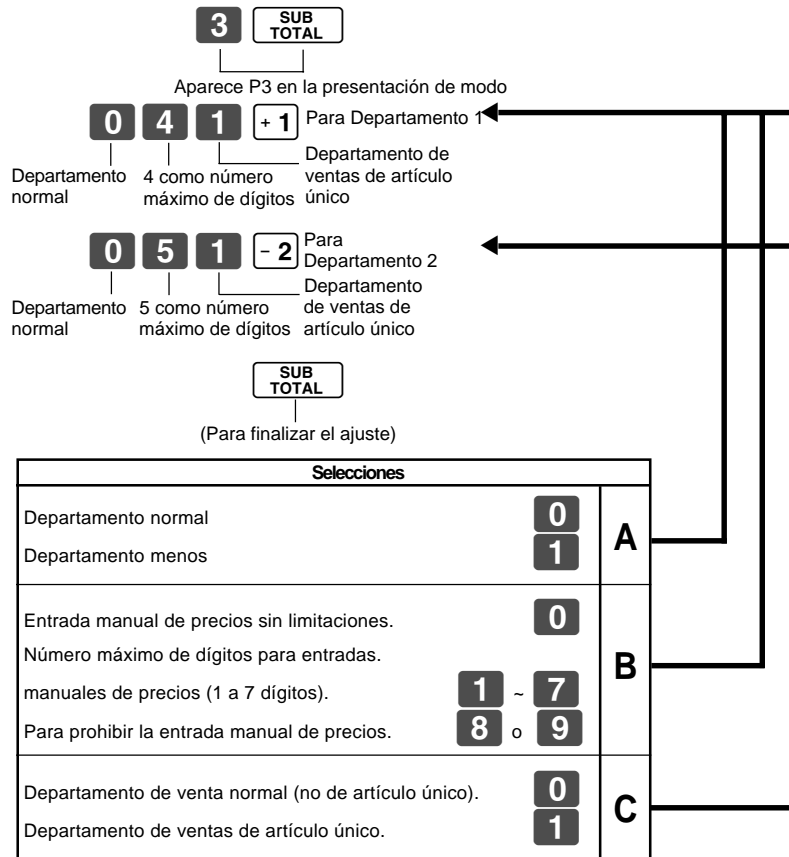 3 SUB TOTAL
Aparece P3 en la presentación de modo
0 4 1 + 1 Para Departamento 1
Departamento normal
4 como número máximo de dígitos
Departamento de ventas de artículo único
0 5 1 - 2 Para Departamento 2
Departamento normal
5 como número máximo de dígitos
Departamento de ventas de artículo único
SUB TOTAL
(Para finalizar el ajuste)
Selecciones
Departamento normal 0
Departamento menos 1
A
Entrada manual de precios sin limitaciones. 0
Número máximo de dígitos para entradas.
manuales de precios (1 a 7 dígitos). 1 ~ 7
Para prohibir la entrada manual de precios. 8 o 9
B
Departamento de venta normal (no de artículo único). 0
Departamento de ventas de artículo único. 1
C